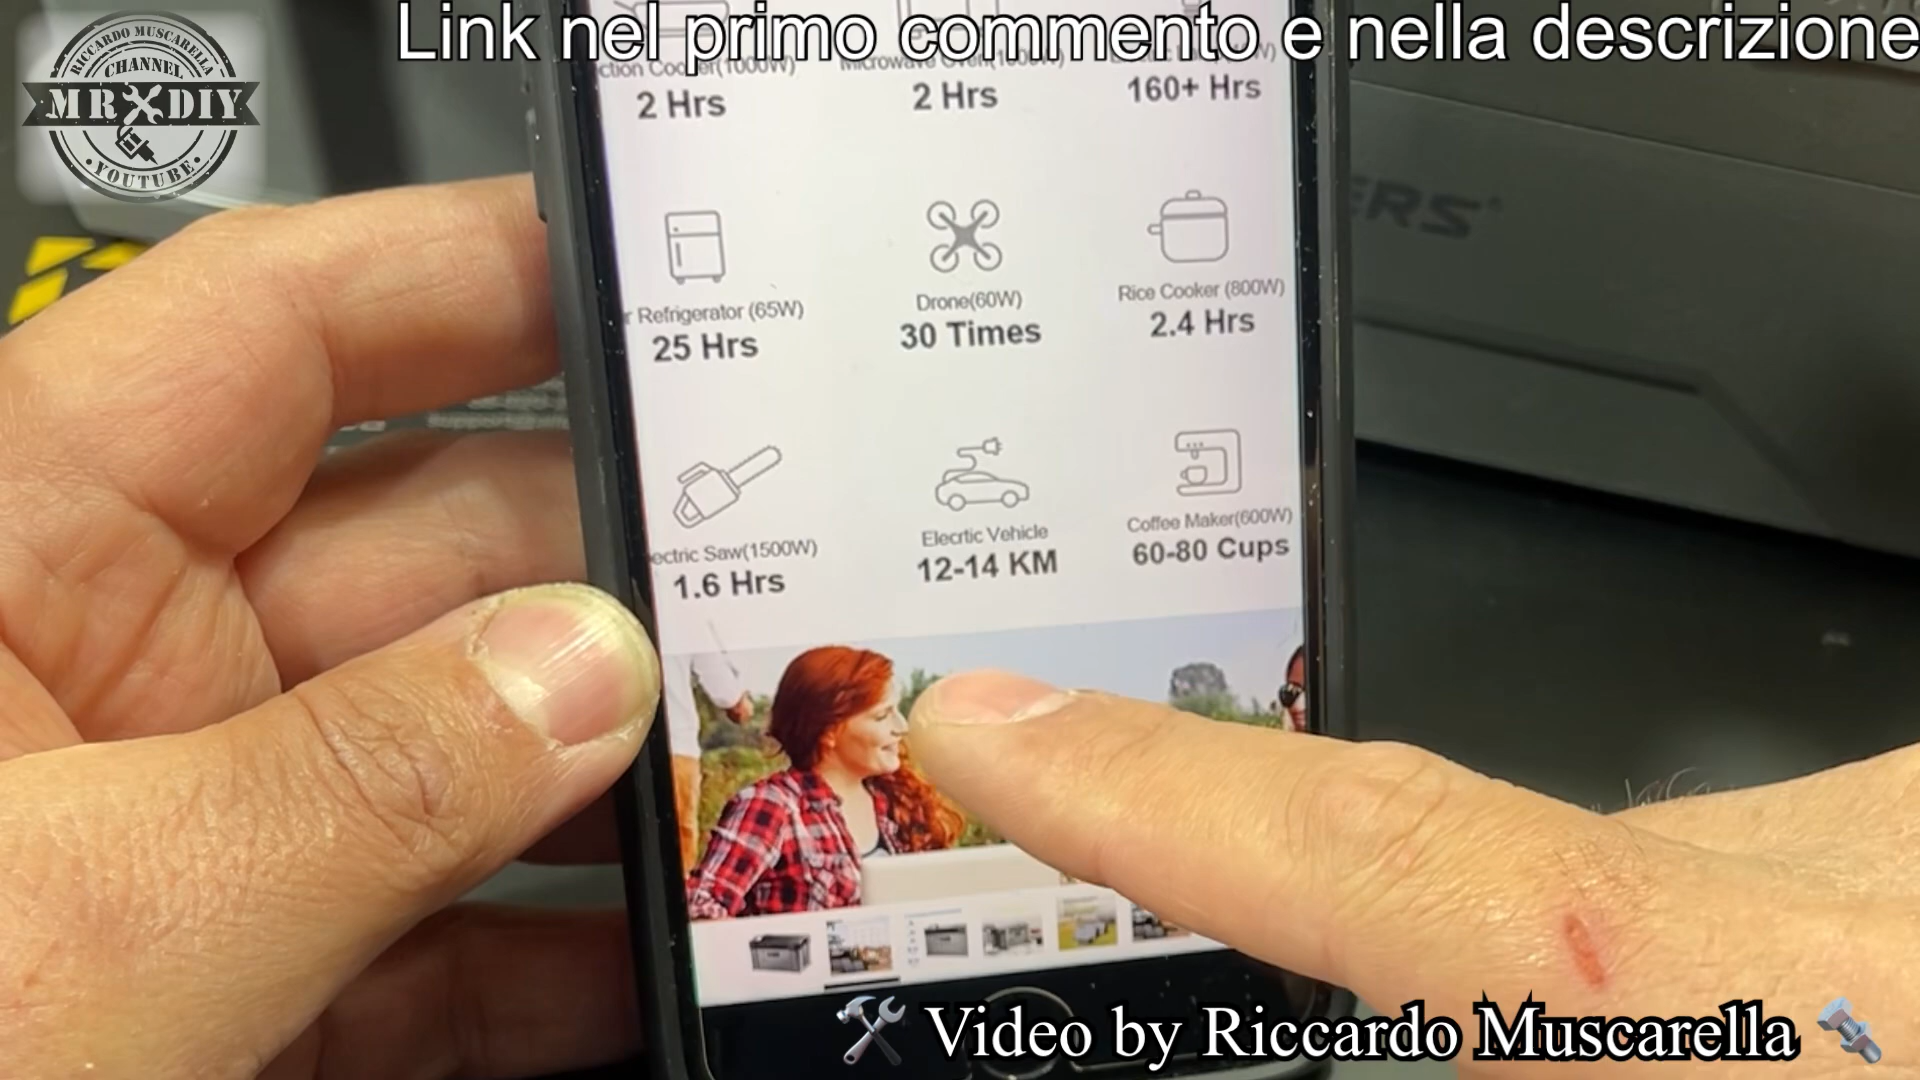 Link nel primo commento e nella descrizione
RICCARDO MUSCARELLA
CHANNEL
MR DIY
YOUTUBE
2 Hrs
2 Hrs
160+ Hrs
ERS
Refrigerator (65W)
25 Hrs
Drone(60W)
30 Times
Rice Cooker (800W)
2.4 Hrs
ectric Saw(1500W)
1.6 Hrs
Elecrtic Vehicle
12-14 KM
Coffee Maker(600W)
60-80 Cups
Video by Riccardo Muscarella